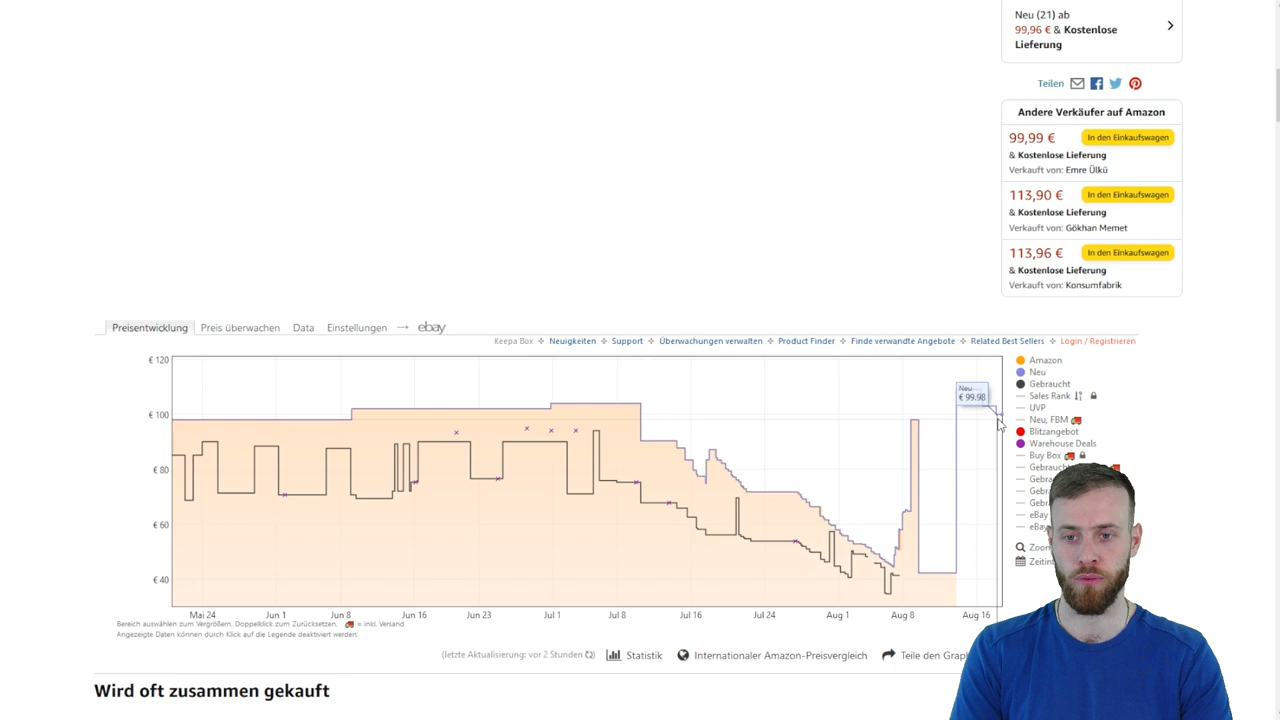 Neu (21) ab
99,96 € & Kostenlose
Lieferung
Teilen
Andere Verkäufer auf Amazon
99,99 €
In den Einkaufswagen
& Kostenlose Lieferung
Verkauft von: Emre Ülkü
113,90 €
In den Einkaufswagen
& Kostenlose Lieferung
Verkauft von: Gökhan Memet
113,96 €
In den Einkaufswagen
& Kostenlose Lieferung
Verkauft von: Konsumfabrik
Preisentwicklung Preis überwachen Data Einstellungen → ebay
Keepa Box Neuigkeiten Support Überwachungen verwalten Product Finder Finde verwandte Angebote Related Best Sellers Login / Registrieren
€ 120
€ 100
€ 80
€ 60
€ 40
Neu
€ 99.98
Mai 24 Jun 1 Jun 8 Jun 16 Jun 23 Jul 1 Jul 8 Jul 16 Jul 24 Aug 1 Aug 8 Aug 16
Amazon
Neu
Gebraucht
Sales Rank
UVP
Neu, FBM
Blitzangebot
Warehouse Deals
Buy Box
Bereich auswählen zum Vergrößern. Doppelklick zum Zurücksetzen. = inkl. Versand
Angezeigte Daten können durch Klick auf die Legende deaktiviert werden.
(letzte Aktualisierung: vor 2 Stunden) Statistik Internationaler Amazon-Preisvergleich Teile den
Wird oft zusammen gekauft